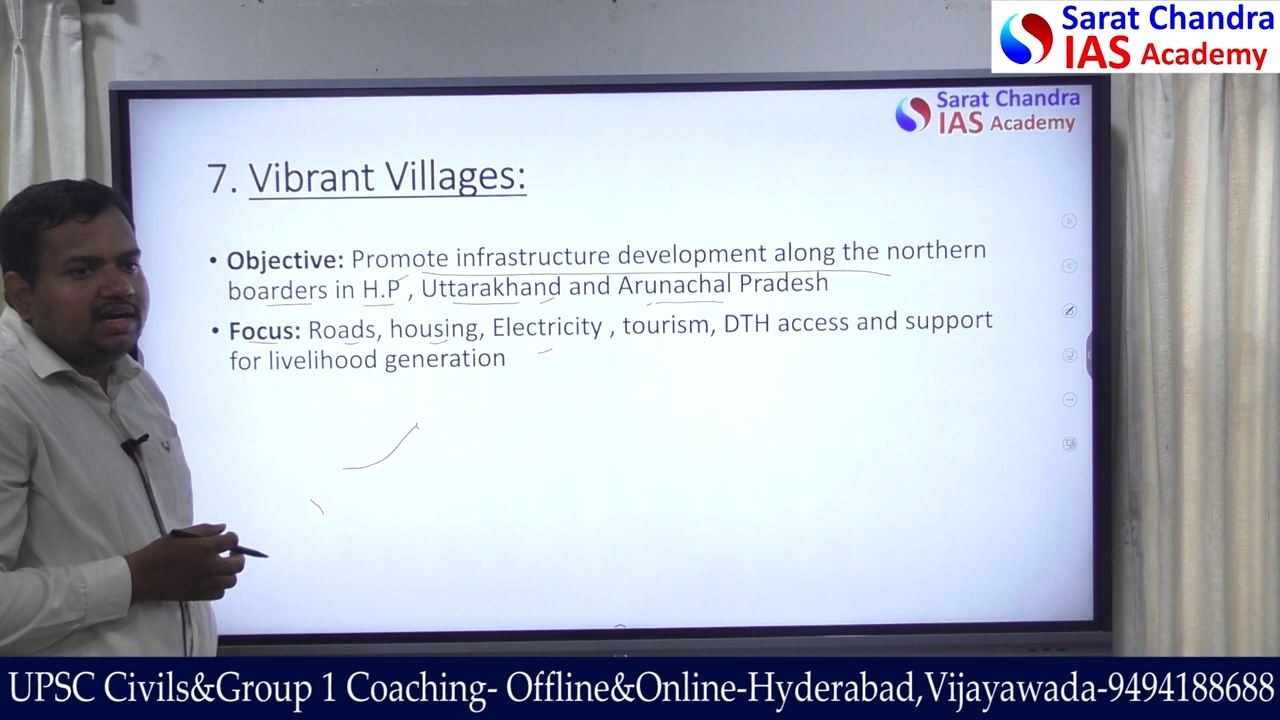 Sarat Chandra
IAS Academy
Sarat Chandra
IAS Academy
7. Vibrant Villages:
• Objective: Promote infrastructure development along the northern
boarders in H.P , Uttarakhand and Arunachal Pradesh
• Focus: Roads, housing, Electricity , tourism, DTH access and support
for livelihood generation
UPSC Civils&Group 1 Coaching- Offline&Online-Hyderabad,Vijayawada-9494188688